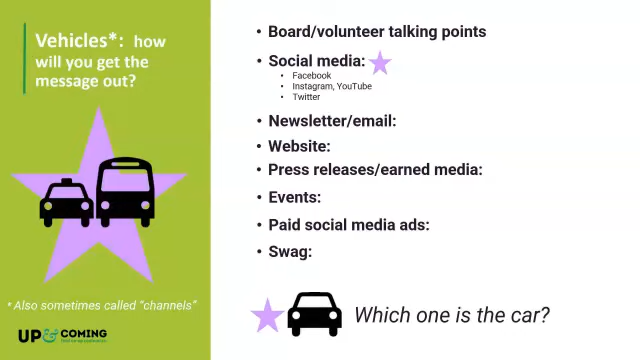 Vehicles*: how
will you get the
message out?
* Also sometimes called “channels”
UP& COMING
• Board/volunteer talking points
• Social media:
• Facebook
• Instagram, YouTube
• Twitter
• Newsletter/email:
• Website:
• Press releases/earned media:
• Events:
• Paid social media ads:
• Swag:
Which one is the car?